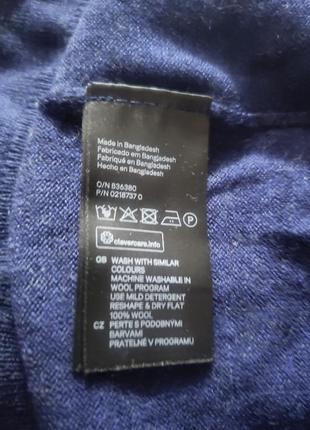 Made in Bangladesh
Fabricado em Bangladesh
Fabriqué en Bangladesh
Hecho en Bangladesh
O/N 836380
P/N 0218737 0
P
clevercare.info
GB WASH WITH SIMILAR
COLOURS
MACHINE WASHABLE IN
WOOL PROGRAM
USE MILD DETERGENT
RESHAPE & DRY FLAT
100% WOOL
CZ PERTE S PODOBNÝMI
BARVAMI
PRATELNÉ V PROGRAMU